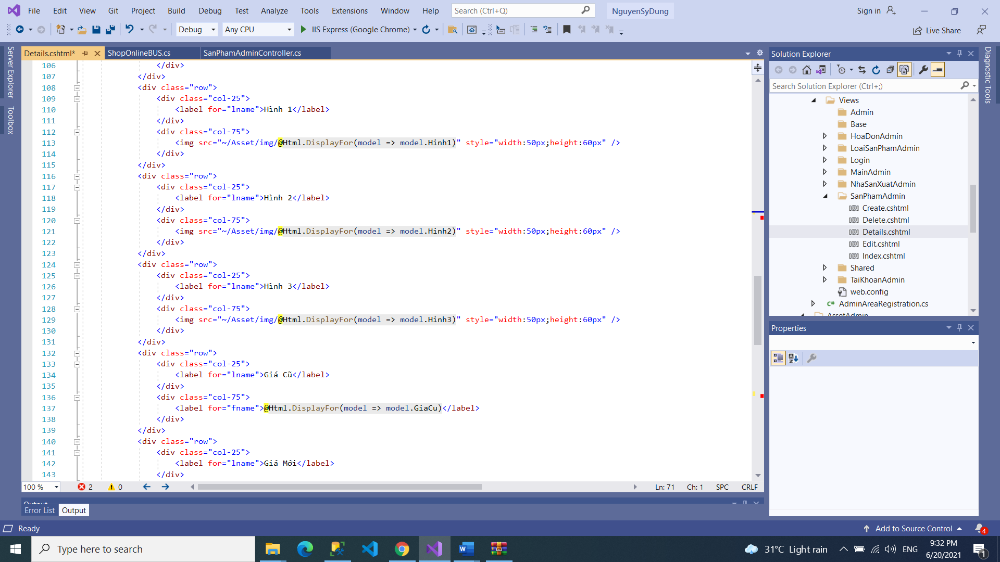 File Edit View Git Project Build Debug Test Analyze Tools Extensions Window Help Search (Ctrl+Q) NguyenSyDung Sign in
Debug Any CPU IIS Express (Google Chrome) Live Share
Server Explorer
Toolbox
Details.cshtml* ShopOnlineBUS.cs SanPhamAdminController.cs
106 </div>
107 </div>
108 <div class="row">
109 <div class="col-25">
110 <label for="lname">Hình 1</label>
111 </div>
112 <div class="col-75">
113 <img src="~/Asset/img/@Html.DisplayFor(model => model.Hinh1)" style="width:50px;height:60px" />
114 </div>
115 </div>
116 <div class="row">
117 <div class="col-25">
118 <label for="lname">Hình 2</label>
119 </div>
120 <div class="col-75">
121 <img src="~/Asset/img/@Html.DisplayFor(model => model.Hinh2)" style="width:50px;height:60px" />
122 </div>
123 </div>
124 <div class="row">
125 <div class="col-25">
126 <label for="lname">Hình 3</label>
127 </div>
128 <div class="col-75">
129 <img src="~/Asset/img/@Html.DisplayFor(model => model.Hinh3)" style="width:50px;height:60px" />
130 </div>
131 </div>
132 <div class="row">
133 <div class="col-25">
134 <label for="lname">Giá Cũ</label>
135 </div>
136 <div class="col-75">
137 <label for="fname">@Html.DisplayFor(model => model.GiaCu)</label>
138 </div>
139 </div>
140 <div class="row">
141 <div class="col-25">
142 <label for="lname">Giá Mới</label>
143 </div>
100 % 2 0 Ln: 71 Ch: 1 SPC CRLF
Output
Error List Output
Solution Explorer
Search Solution Explorer (Ctrl+;)
Views
Admin
Base
HoaDonAdmin
LoaiSanPhamAdmin
Login
MainAdmin
NhaSanXuatAdmin
SanPhamAdmin
Create.cshtml
Delete.cshtml
Details.cshtml
Edit.cshtml
Index.cshtml
Shared
TaiKhoanAdmin
web.config
C# AdminAreaRegistration.cs
AssetAdmin
Properties
Diagnostic Tools
Ready Add to Source Control 4
Type here to search 31°C Light rain ENG 9:32 PM
6/20/2021 1